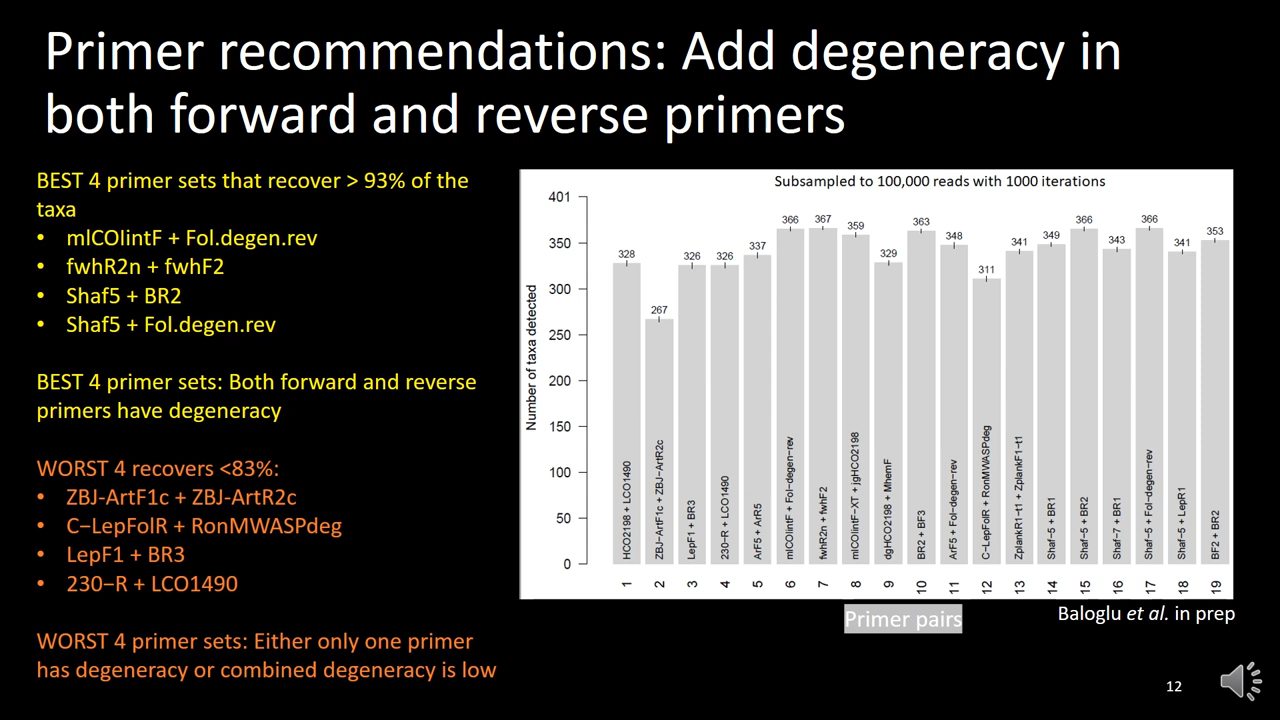 Primer recommendations: Add degeneracy in
both forward and reverse primers
BEST 4 primer sets that recover > 93% of the
taxa
• mlCOIintF + Fol.degen.rev
• fwhR2n + fwhF2
• Shaf5 + BR2
• Shaf5 + Fol.degen.rev
BEST 4 primer sets: Both forward and reverse
primers have degeneracy
WORST 4 recovers <83%:
• ZBJ-ArtF1c + ZBJ-ArtR2c
• C−LepFolR + RonMWASPdeg
• LepF1 + BR3
• 230−R + LCO1490
WORST 4 primer sets: Either only one primer
has degeneracy or combined degeneracy is low
Subsampled to 100,000 reads with 1000 iterations
Number of taxa detected
401
350
300
250
200
150
100
50
0
328
267
326
326
337
366
367
359
329
363
348
311
341
349
366
343
366
341
353
HCO2198 + LCO1490
ZBJ−ArtF1c + ZBJ−ArtR2c
LepF1 + BR3
230−R + LCO1490
ArF5 + ArR5
mlCOIintF + Fol−degen−rev
fwhR2n + fwhF2
mlCOIintF−XT + jgHCO2198
dgHCO2198 + MhemF
BR2 + BF3
ArF5 + Fol−degen−rev
C−LepFolR + RonMWASPdeg
ZplankR1−t1 + ZplankF1−t1
Shaf−5 + BR1
Shaf−5 + BR2
Shaf−7 + BR1
Shaf−5 + Fol−degen−rev
Shaf−5 + LepR1
BF2 + BR2
1
2
3
4
5
6
7
8
9
10
11
12
13
14
15
16
17
18
19
Primer pairs
Baloglu et al. in prep
12